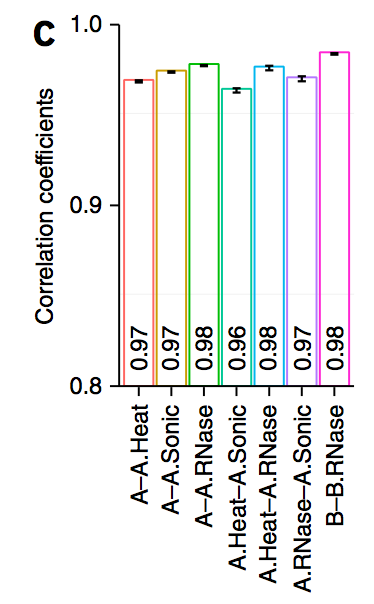 c
Correlation coefficients
1.0
0.9
0.8
0.97
0.97
0.98
0.96
0.98
0.97
0.98
A–A.Heat
A–A.Sonic
A–A.RNase
A.Heat–A.Sonic
A.Heat–A.RNase
A.RNase–A.Sonic
B–B.RNase